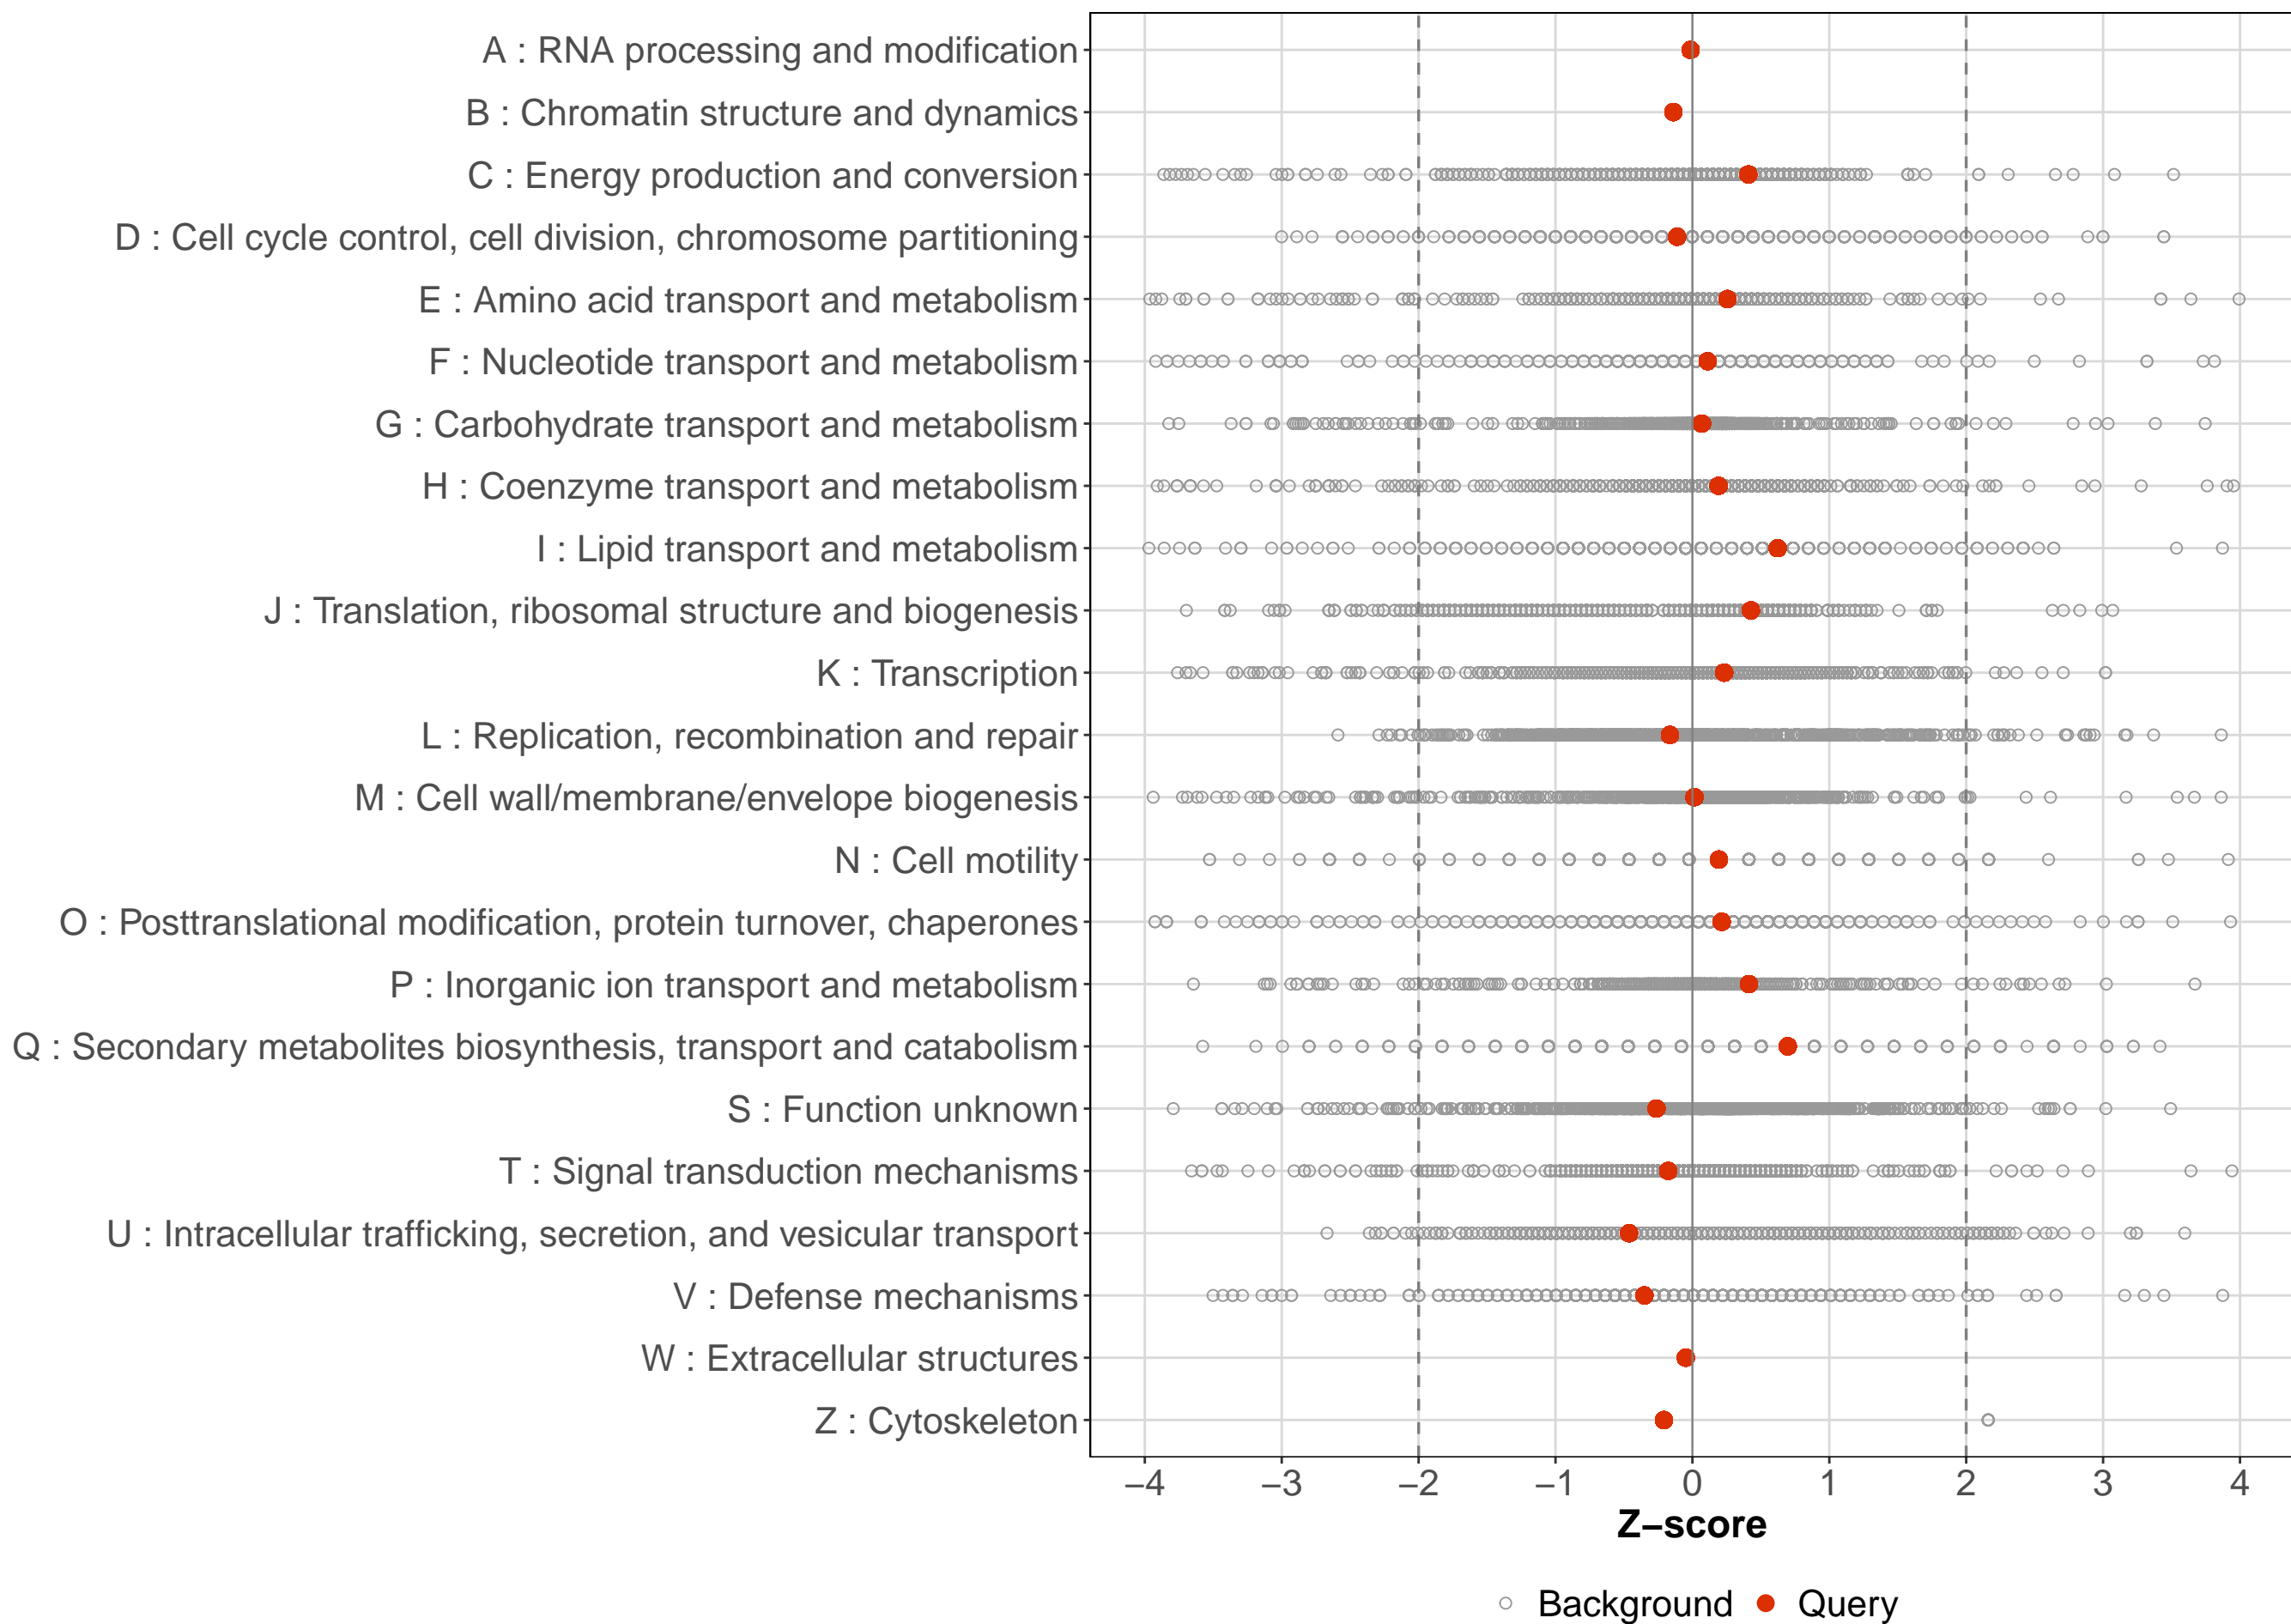 A : RNA processing and modification
B : Chromatin structure and dynamics
C : Energy production and conversion
D : Cell cycle control, cell division, chromosome partitioning
E : Amino acid transport and metabolism
F : Nucleotide transport and metabolism
G : Carbohydrate transport and metabolism
H : Coenzyme transport and metabolism
I : Lipid transport and metabolism
J : Translation, ribosomal structure and biogenesis
K : Transcription
L : Replication, recombination and repair
M : Cell wall/membrane/envelope biogenesis
N : Cell motility
O : Posttranslational modification, protein turnover, chaperones
P : Inorganic ion transport and metabolism
Q : Secondary metabolites biosynthesis, transport and catabolism
S : Function unknown
T : Signal transduction mechanisms
U : Intracellular trafficking, secretion, and vesicular transport
V : Defense mechanisms
W : Extracellular structures
Z : Cytoskeleton
−4 −3 −2 −1 0 1 2 3 4
Z−score
Background Query